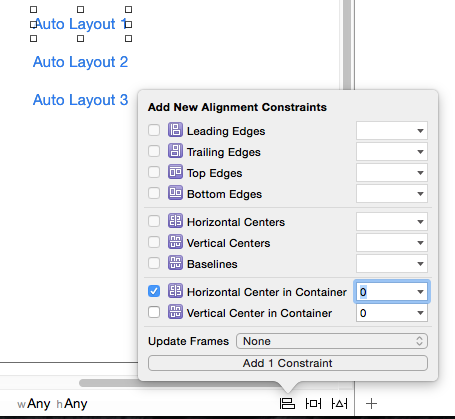 Auto Layout 1
Auto Layout 2
Auto Layout 3
Add New Alignment Constraints
Leading Edges
Trailing Edges
Top Edges
Bottom Edges
Horizontal Centers
Vertical Centers
Baselines
Horizontal Center in Container 0
Vertical Center in Container 0
Update Frames None
Add 1 Constraint
wAny hAny